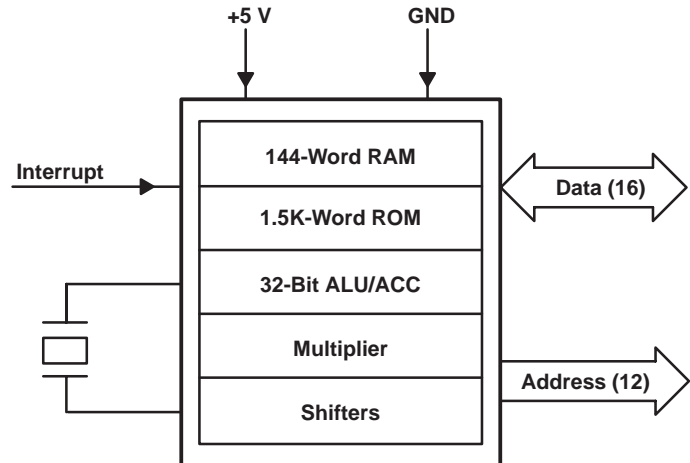 +5 V
GND
Interrupt
144-Word RAM
1.5K-Word ROM
32-Bit ALU/ACC
Multiplier
Shifters
Data (16)
Address (12)